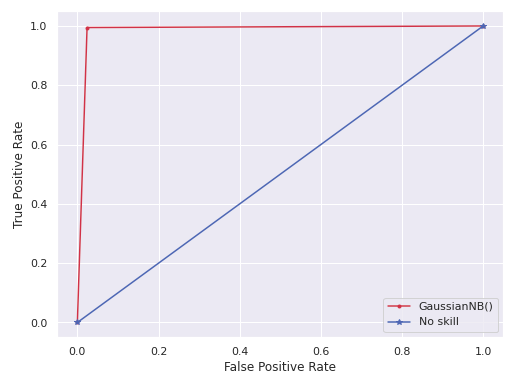 1.0
0.8
0.6
0.4
0.2
0.0
True Positive Rate
GaussianNB()
No skill
0.0 0.2 0.4 0.6 0.8 1.0
False Positive Rate